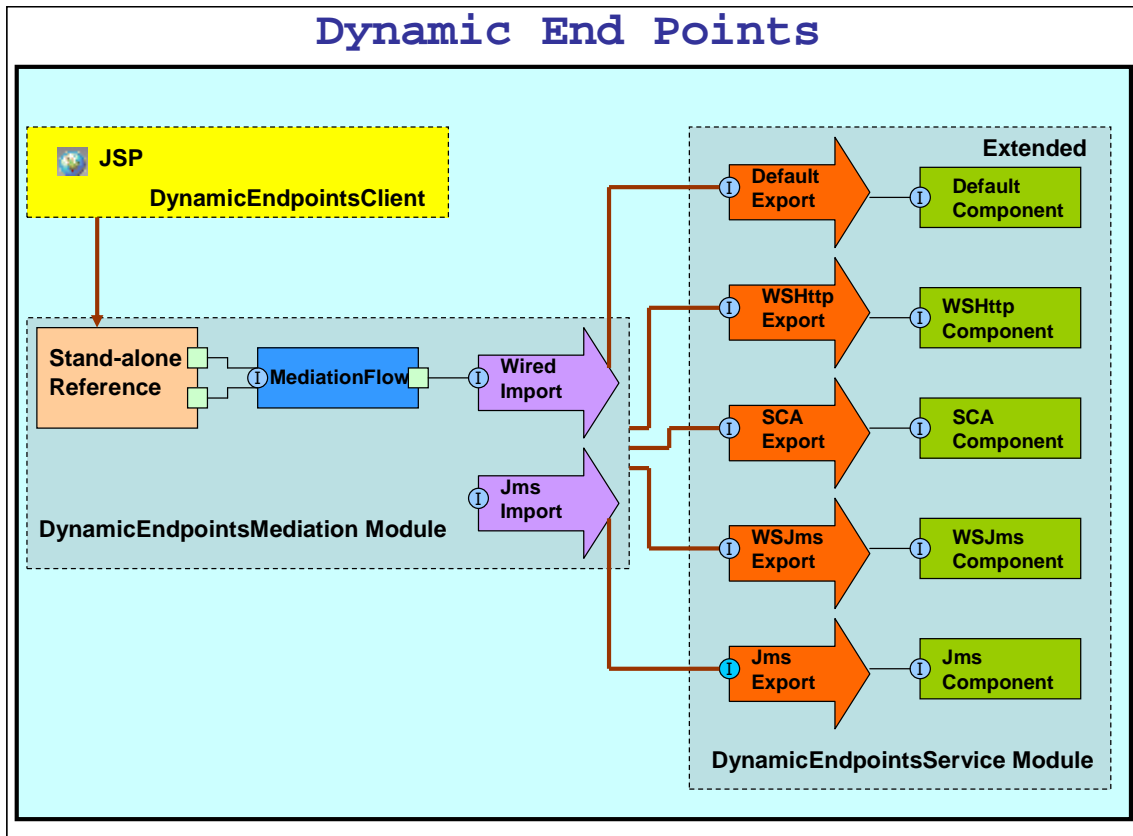 Dynamic End Points
JSP
DynamicEndpointsClient
Stand-alone
Reference
I
MediationFlow
I
Wired
Import
I
Jms
Import
DynamicEndpointsMediation Module
Extended
I
Default
Export
I
Default
Component
I
WSHttp
Export
I
WSHttp
Component
I
SCA
Export
I
SCA
Component
I
WSJms
Export
I
WSJms
Component
I
Jms
Export
I
Jms
Component
DynamicEndpointsService Module